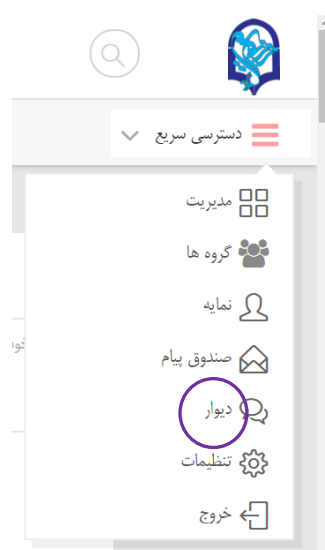 دسترسی سریع
مدیریت
گروه ها
نمایه
صندوق پیام
دیوار
تنظیمات
خروج